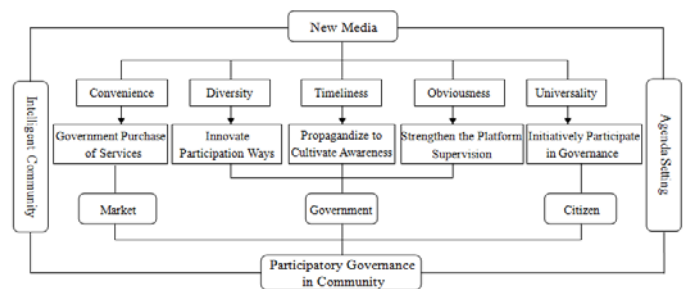 New Media
Convenience
Diversity
Timeliness
Obviousness
Universality
Government Purchase
of Services
Innovate
Participation Ways
Propagandize to
Cultivate Awareness
Strengthen the Platform
Supervision
Initiatively Participate
in Governance
Intelligent Community
Agenda Setting
Market
Government
Citizen
Participatory Governance
in Community